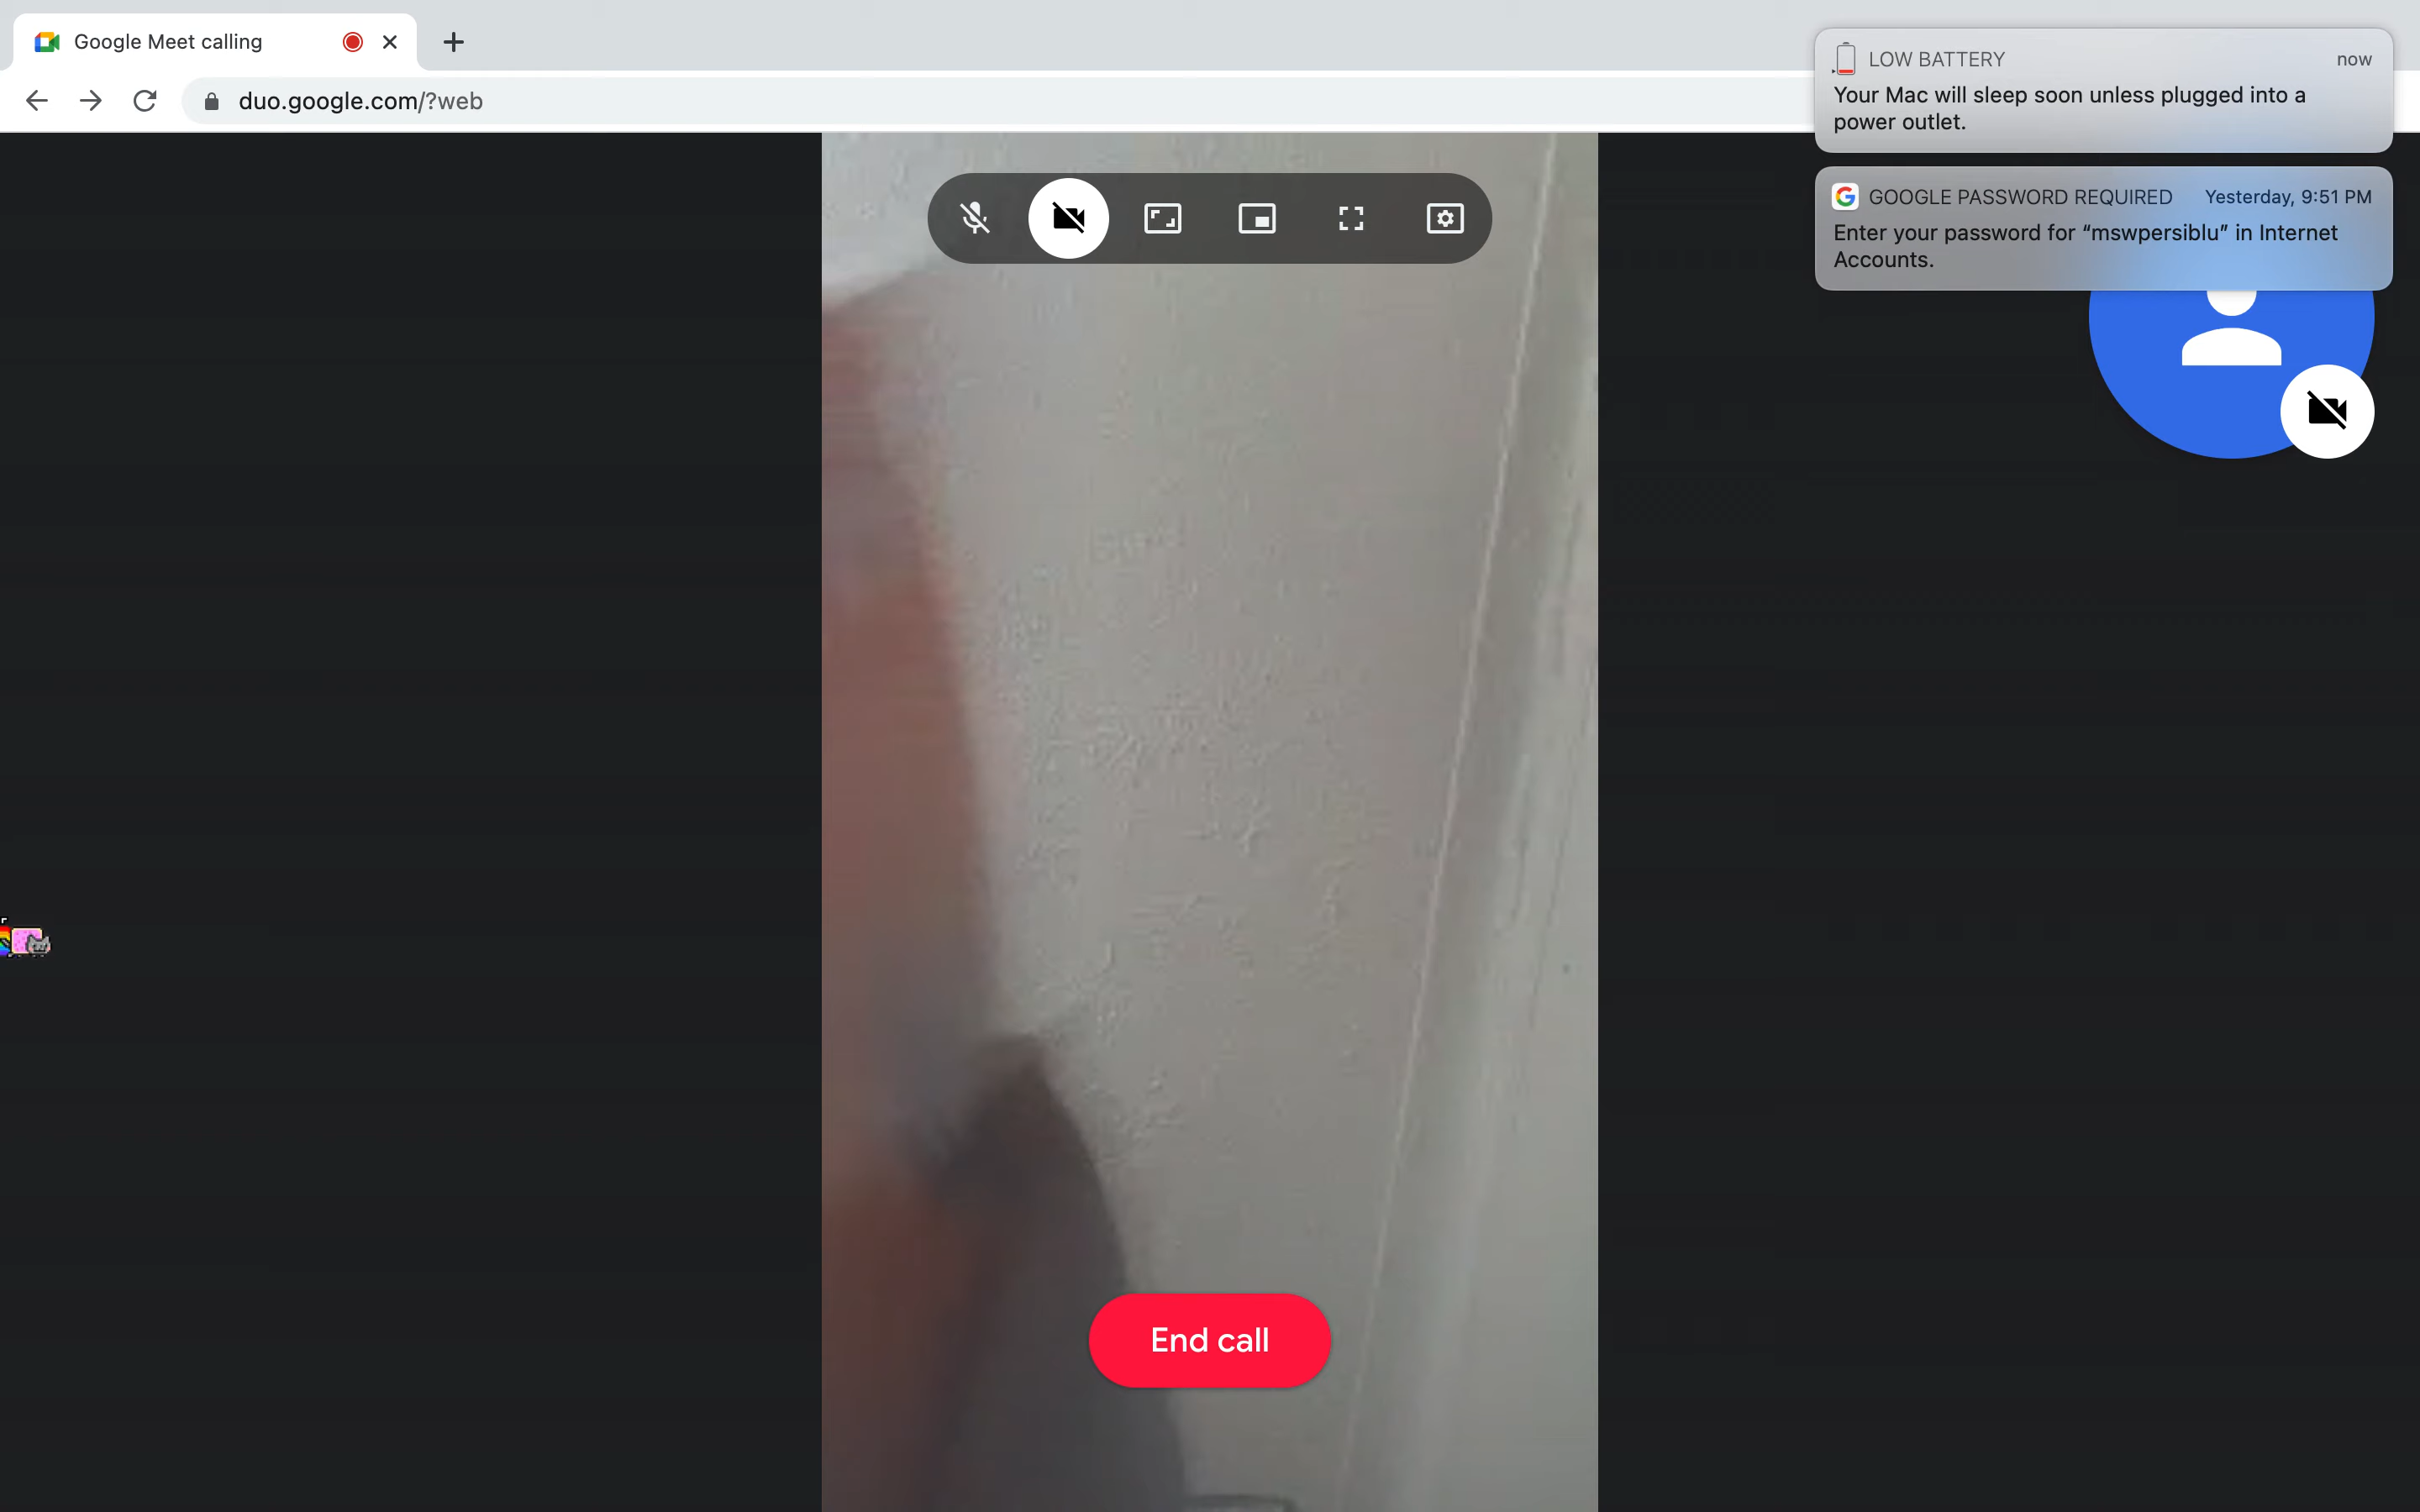 Google Meet calling
duo.google.com/?web
LOW BATTERY now
Your Mac will sleep soon unless plugged into a
power outlet.
GOOGLE PASSWORD REQUIRED Yesterday, 9:51 PM
Enter your password for “mswpersiblu” in Internet
Accounts.
End call